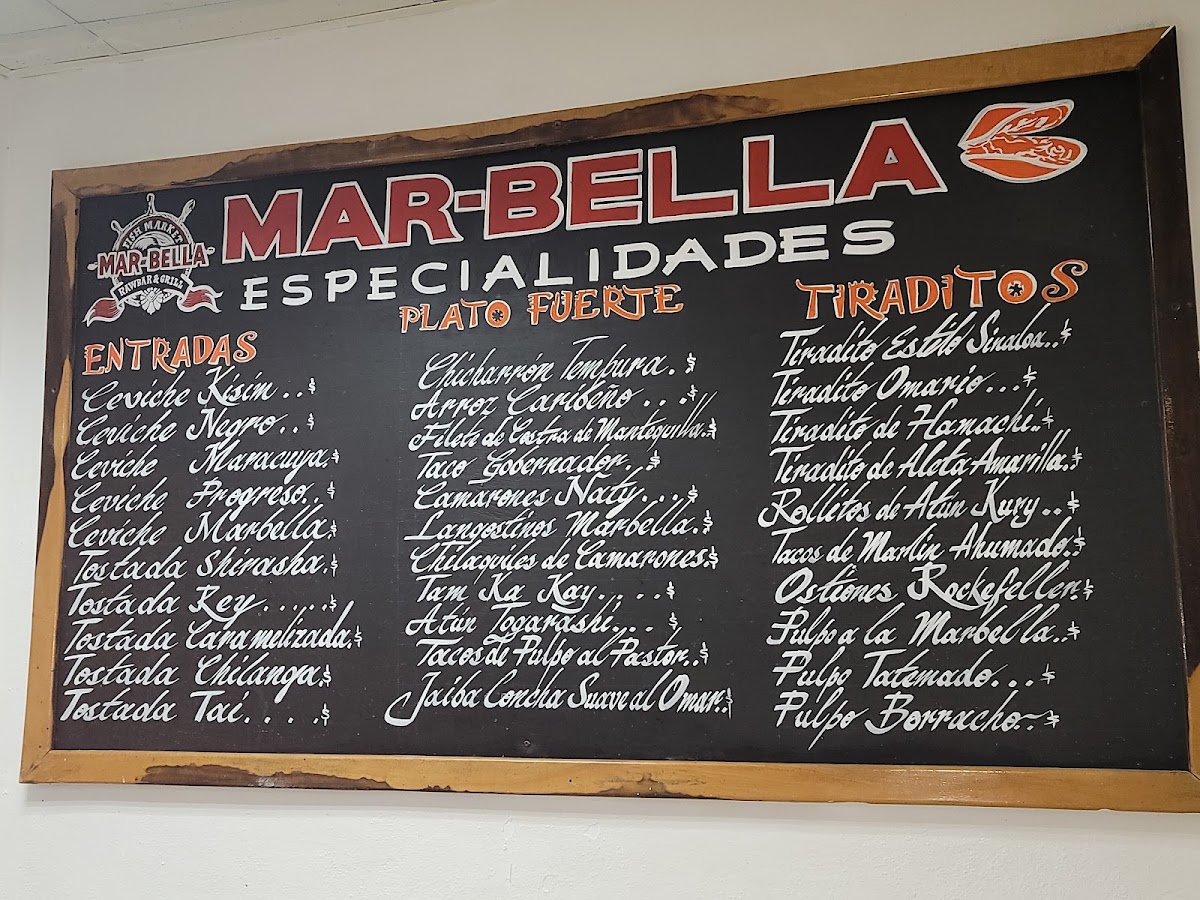 FISH MARKET
MAR-BELLA
RAWBAR & GRILL
MAR-BELLA
ESPECIALIDADES
ENTRADAS
Ceviche Kisim..$
Ceviche Negro..$
Ceviche Maracuya.$
Ceviche Progreso..$
Ceviche Marbella.$
Tostada Shirasha.$
Tostada Rey.....$
Tostada Caramelizada.$
Tostada Chilanga.$
Tostada Tai....$
PLATO FUERTE
Chicharrón Tempura..$
Arroz Caribeño....$
Filete de Costra de Mantequilla..$
Taco Gobernador..$
Camarones Naty...$
Langostinos Marbella.$
Chilaquiles de Camarones.$
Tam Ka Kay....$
Atún Togarashi... $
Tacos de Pulpo al Pastor..$
Jaiba Concha Suave al Omar..$
TIRADITOS
Tiradito Estilo Sinaloa..$
Tiradito Omario...$
Tiradito de Hamachi..$
Tiradito de Aleta Amarilla.$
Rollitos de Atun Kury..$
Tacos de Marlin Ahumado.$
Ostiones Rockefeller.$
Pulpo a la Marbella..$
Pulpo Tatemado...$
Pulpo Borracho~$